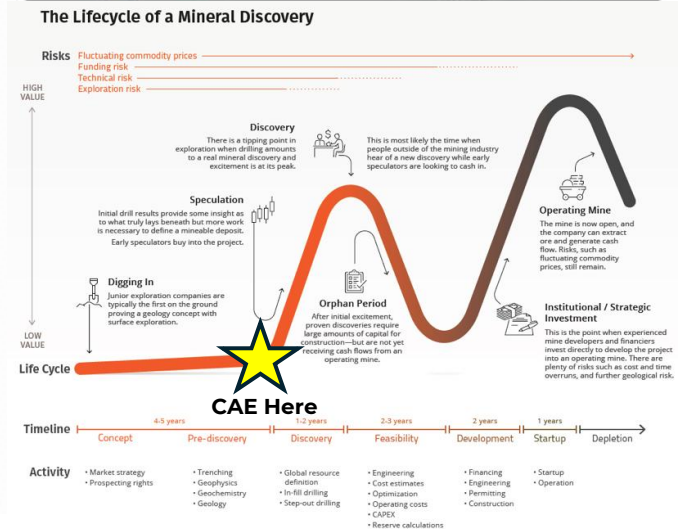 The Lifecycle of a Mineral Discovery
Risks
Fluctuating commodity prices
Funding risk
Technical risk
Exploration risk
HIGH
VALUE
Discovery
There is a tipping point in
exploration when drilling amounts
to a real mineral discovery and
excitement is at its peak.
This is most likely the time when
people outside of the mining industry
hear of a new discovery while early
speculators are looking to cash in.
Speculation
Initial drill results provide some insight as
to what truly lays beneath but more work
is necessary to define a mineable deposit.
Early speculators buy into the project.
Operating Mine
The mine is now open, and
the company can extract
ore and generate cash
flow. Risks, such as
fluctuating commodity
prices, still remain.
Digging In
Junior exploration companies are
typically the first on the ground
proving a geology concept with
surface exploration.
Orphan Period
After initial excitement,
proven discoveries require
large amounts of capital for
construction—but are not yet
receiving cash flows from an
operating mine.
Institutional / Strategic
Investment
This is the point when experienced
mine developers and financiers
invest directly to develop the project
into an operating mine. There are
plenty of risks such as cost and time
overruns, and further geological risk.
LOW
VALUE
Life Cycle
CAE Here
Timeline
4-5 years
1-2 years
2-3 years
2 years
1 years
Concept
Pre-discovery
Discovery
Feasibility
Development
Startup
Depletion
Activity
• Market strategy
• Prospecting rights
• Trenching
• Geophysics
• Geochemistry
• Geology
• Global resource
definition
• In-fill drilling
• Step-out drilling
• Engineering
• Cost estimates
• Optimization
• Operating costs
• CAPEX
• Reserve calculations
• Financing
• Engineering
• Permitting
• Construction
• Startup
• Operation